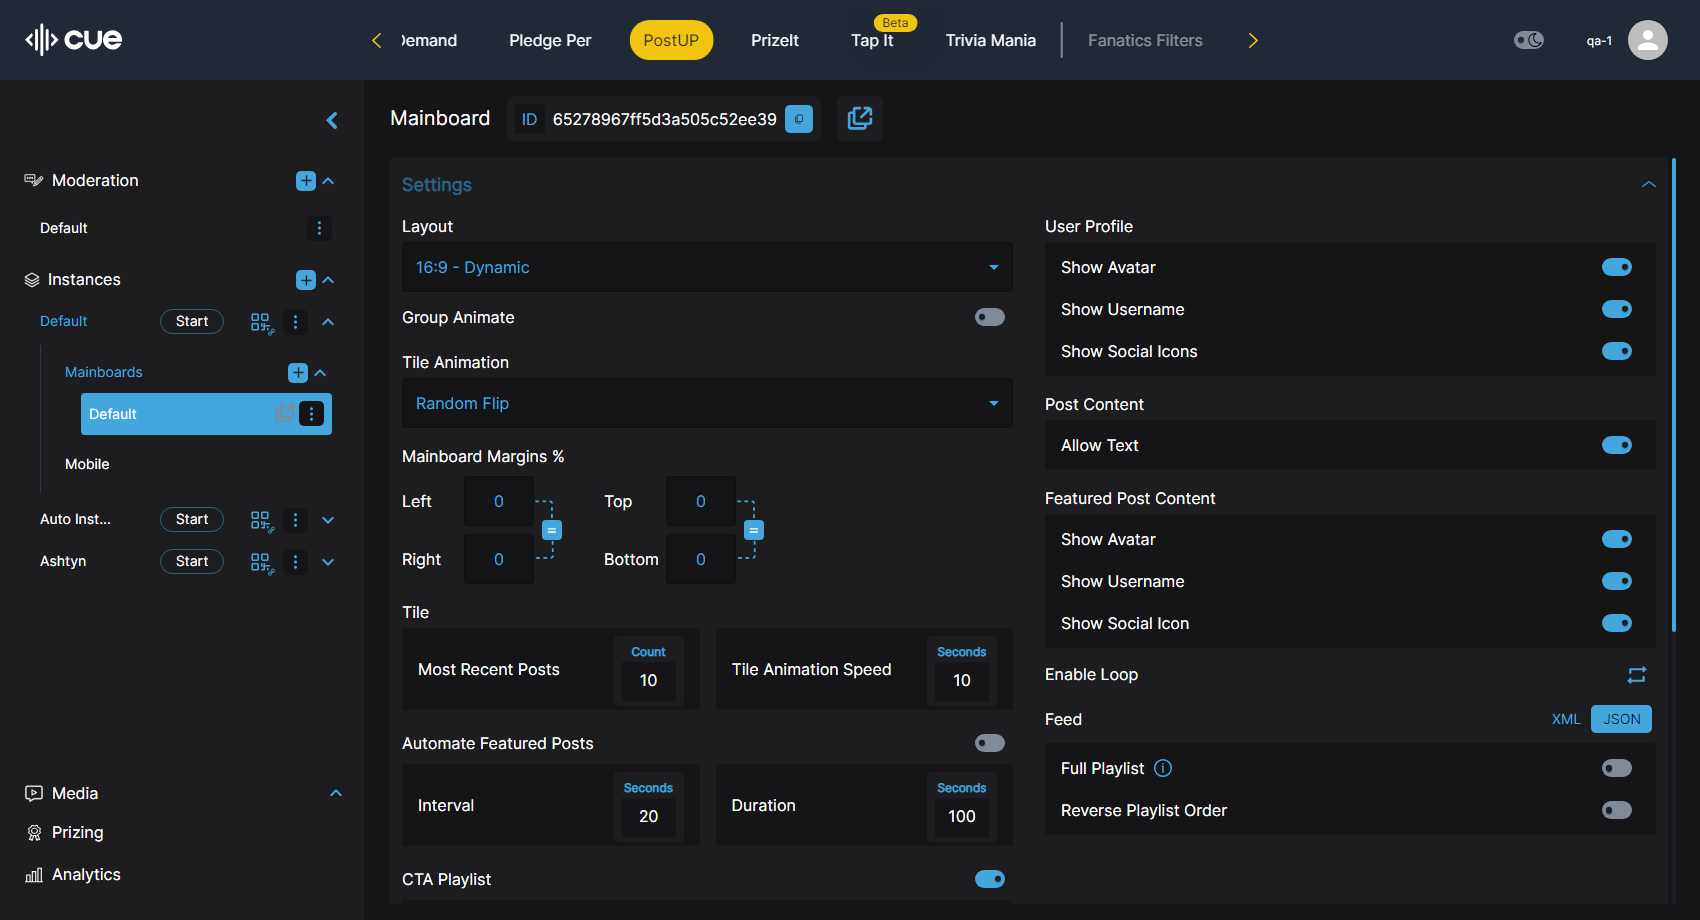 cue
Demand
Pledge Per
PostUP
PrizeIt
Beta
Tap It
Trivia Mania
Fanatics Filters
qa-1
Mainboard
ID
65278967ff5d3a505c52ee39
Moderation
Default
Instances
Default
Start
Mainboards
Default
Mobile
Auto Inst...
Start
Ashtyn
Start
Media
Prizing
Analytics
Settings
Layout
16:9 - Dynamic
Group Animate
Tile Animation
Random Flip
Mainboard Margins %
Left 0 Top 0
Right 0 Bottom 0
Tile
Most Recent Posts
Count
10
Tile Animation Speed
Seconds
10
Automate Featured Posts
Interval
Seconds
20
Duration
Seconds
100
CTA Playlist
User Profile
Show Avatar
Show Username
Show Social Icons
Post Content
Allow Text
Featured Post Content
Show Avatar
Show Username
Show Social Icon
Enable Loop
Feed
XML
JSON
Full Playlist
Reverse Playlist Order